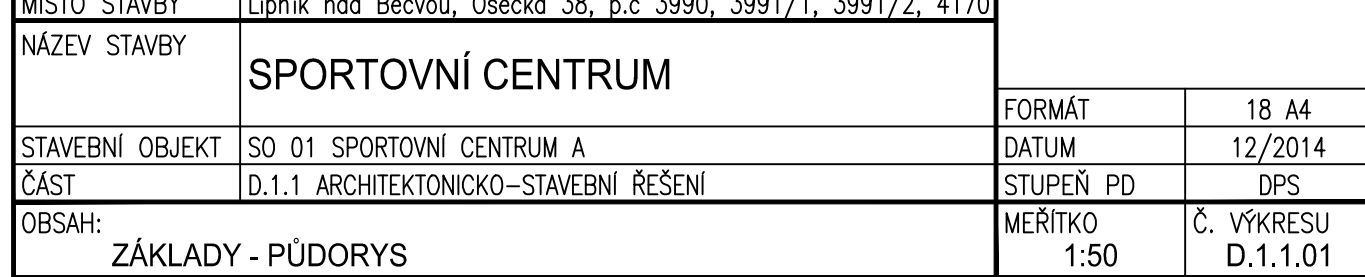 MÍSTO STAVBY Lipník nad Bečvou, Osecká 38, p.č 3990, 3991/1, 3991/2, 4170
NÁZEV STAVBY SPORTOVNÍ CENTRUM
FORMÁT 18 A4
STAVEBNÍ OBJEKT SO 01 SPORTOVNÍ CENTRUM A DATUM 12/2014
ČÁST D.1.1 ARCHITEKTONICKO-STAVEBNÍ ŘEŠENÍ STUPEŇ PD DPS
OBSAH: MEŘÍTKO Č. VÝKRESU
ZÁKLADY - PŮDORYS 1:50 D.1.1.01